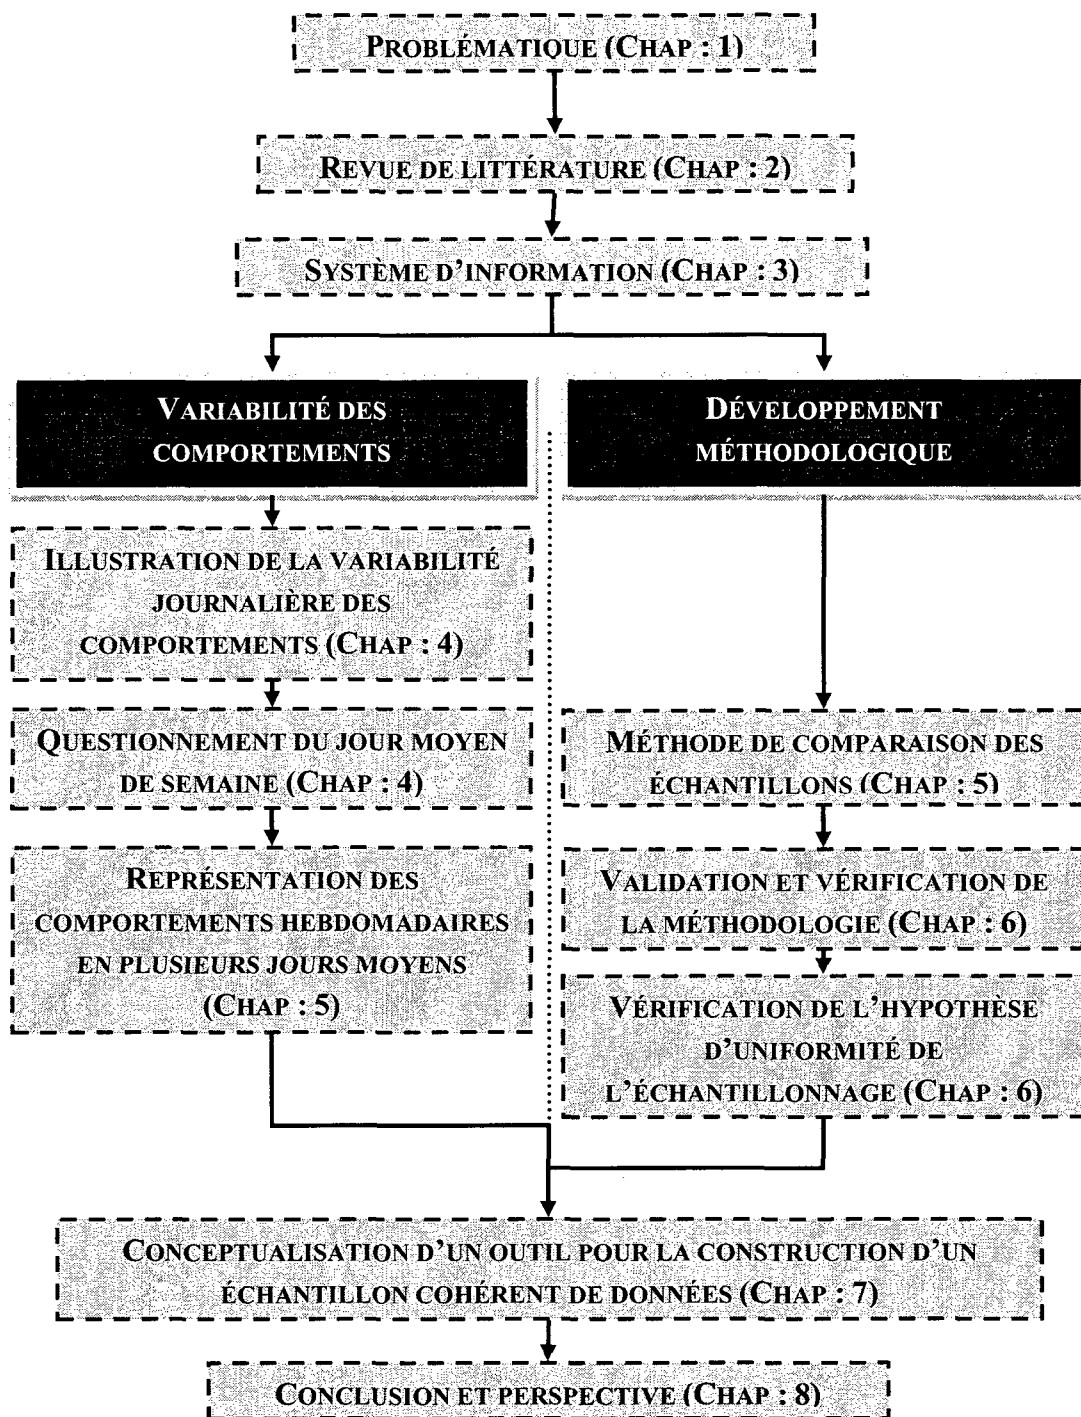 PROBLÉMATIQUE (CHAP : 1)
REVUE DE LITTÉRATURE (CHAP : 2)
SYSTÈME D'INFORMATION (CHAP : 3)
VARIABILITÉ DES
COMPORTEMENTS
DÉVELOPPEMENT
MÉTHODOLOGIQUE
ILLUSTRATION DE LA VARIABILITÉ
JOURNALIÈRE DES
COMPORTEMENTS (CHAP : 4)
QUESTIONNEMENT DU JOUR MOYEN
DE SEMAINE (CHAP : 4)
REPRÉSENTATION DES
COMPORTEMENTS HEBDOMADAIRES
EN PLUSIEURS JOURS MOYENS
(CHAP : 5)
MÉTHODE DE COMPARAISON DES
ÉCHANTILLONS (CHAP : 5)
VALIDATION ET VÉRIFICATION DE
LA MÉTHODOLOGIE (CHAP : 6)
VÉRIFICATION DE L'HYPOTHÈSE
D'UNIFORMITÉ DE
L'ÉCHANTILLONNAGE (CHAP : 6)
CONCEPTUALISATION D'UN OUTIL POUR LA CONSTRUCTION D'UN
ÉCHANTILLON COHÉRENT DE DONNÉES (CHAP : 7)
CONCLUSION ET PERSPECTIVE (CHAP : 8)